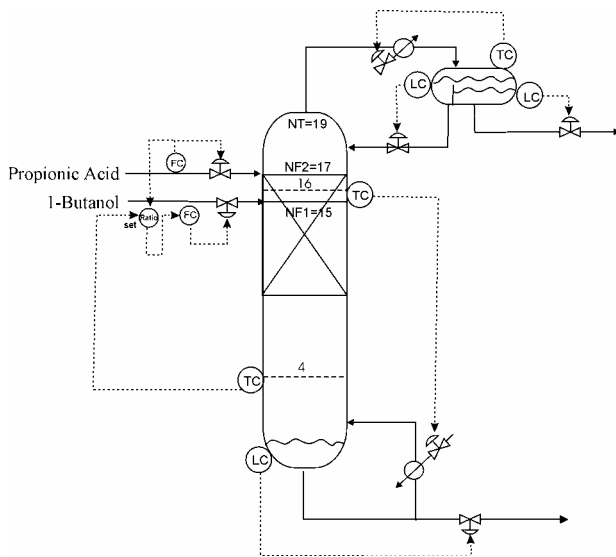 TC
LC
LC
NT=19
FC
NF2=17
Propionic Acid
16
TC
1-Butanol
NF1=15
Ratio
FC
set
4
TC
LC